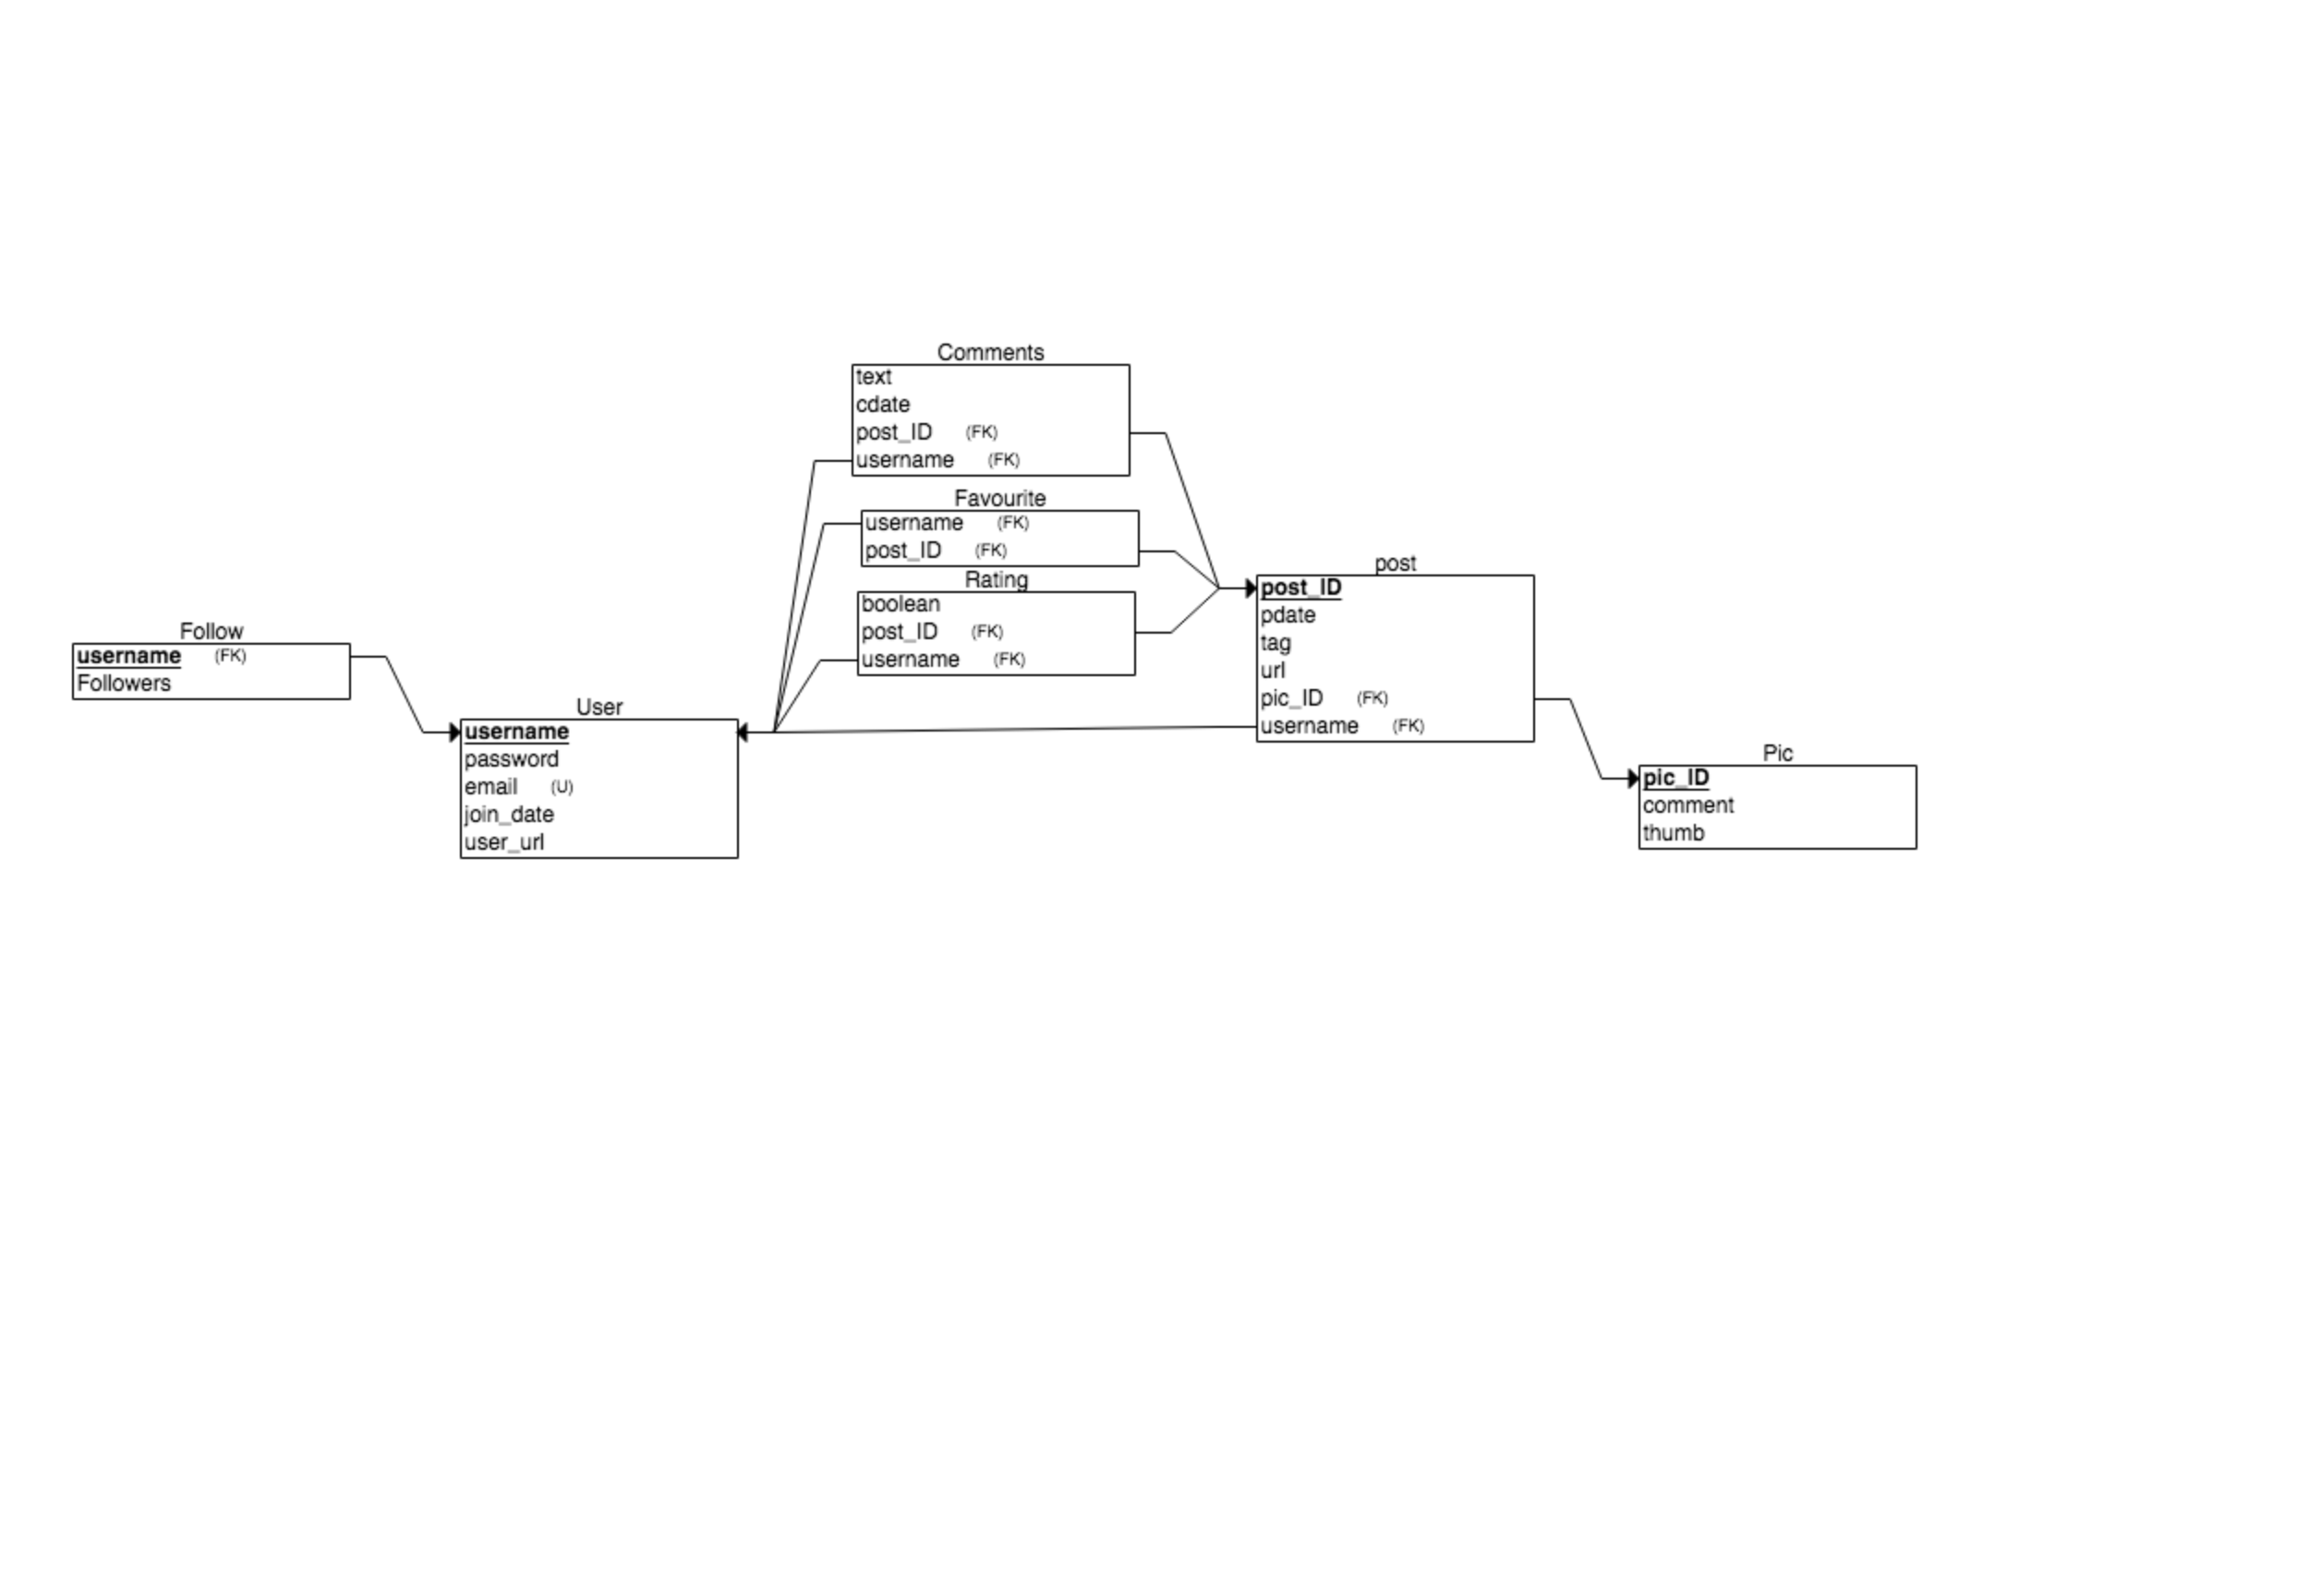 Comments
text
cdate
post_ID (FK)
username (FK)
Favourite
username (FK)
post_ID (FK)
Rating
boolean
post_ID (FK)
username (FK)
post
post_ID
pdate
tag
url
pic_ID (FK)
username (FK)
Follow
username (FK)
Followers
User
username
password
email (U)
join_date
user_url
Pic
pic_ID
comment
thumb